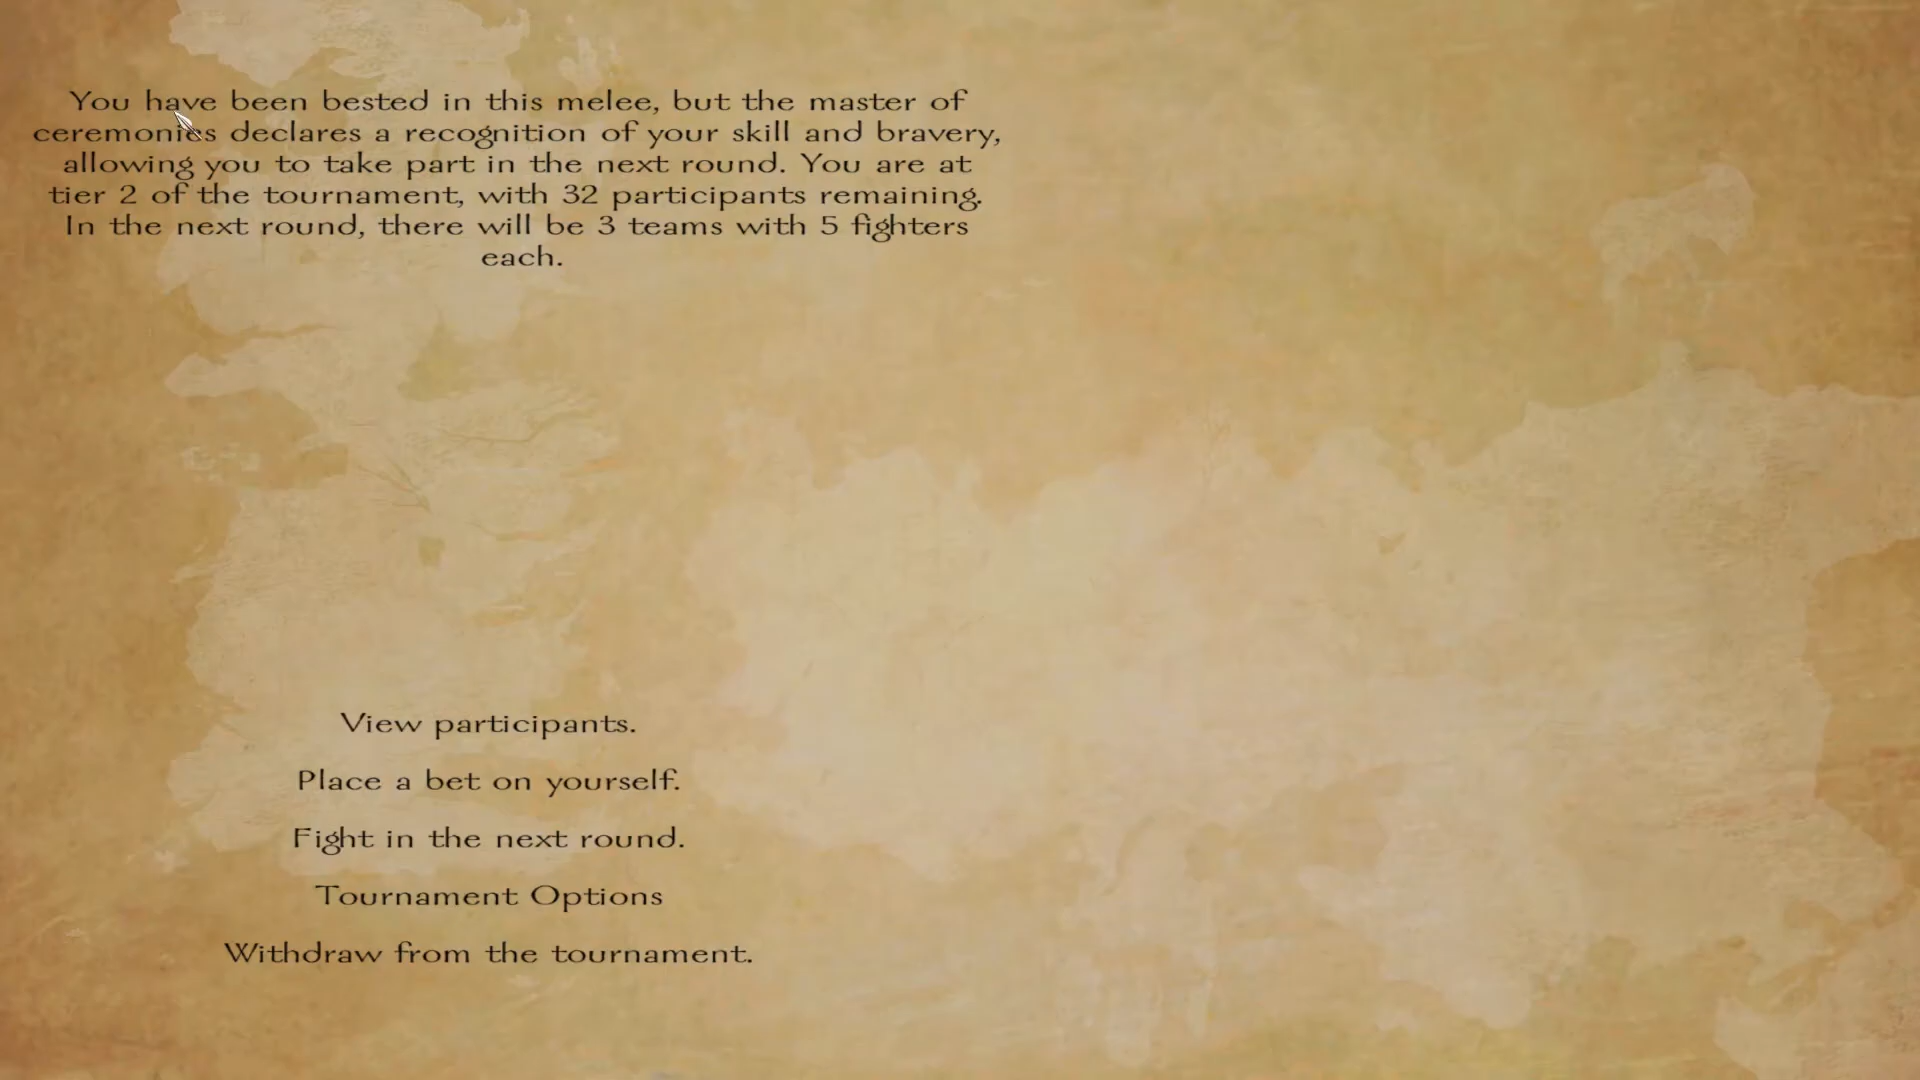 You have been bested in this melee, but the master of
ceremonies declares a recognition of your skill and bravery,
allowing you to take part in the next round. You are at
tier 2 of the tournament, with 32 participants remaining.
In the next round, there will be 3 teams with 5 fighters
each.
View participants.
Place a bet on yourself.
Fight in the next round.
Tournament Options
Withdraw from the tournament.